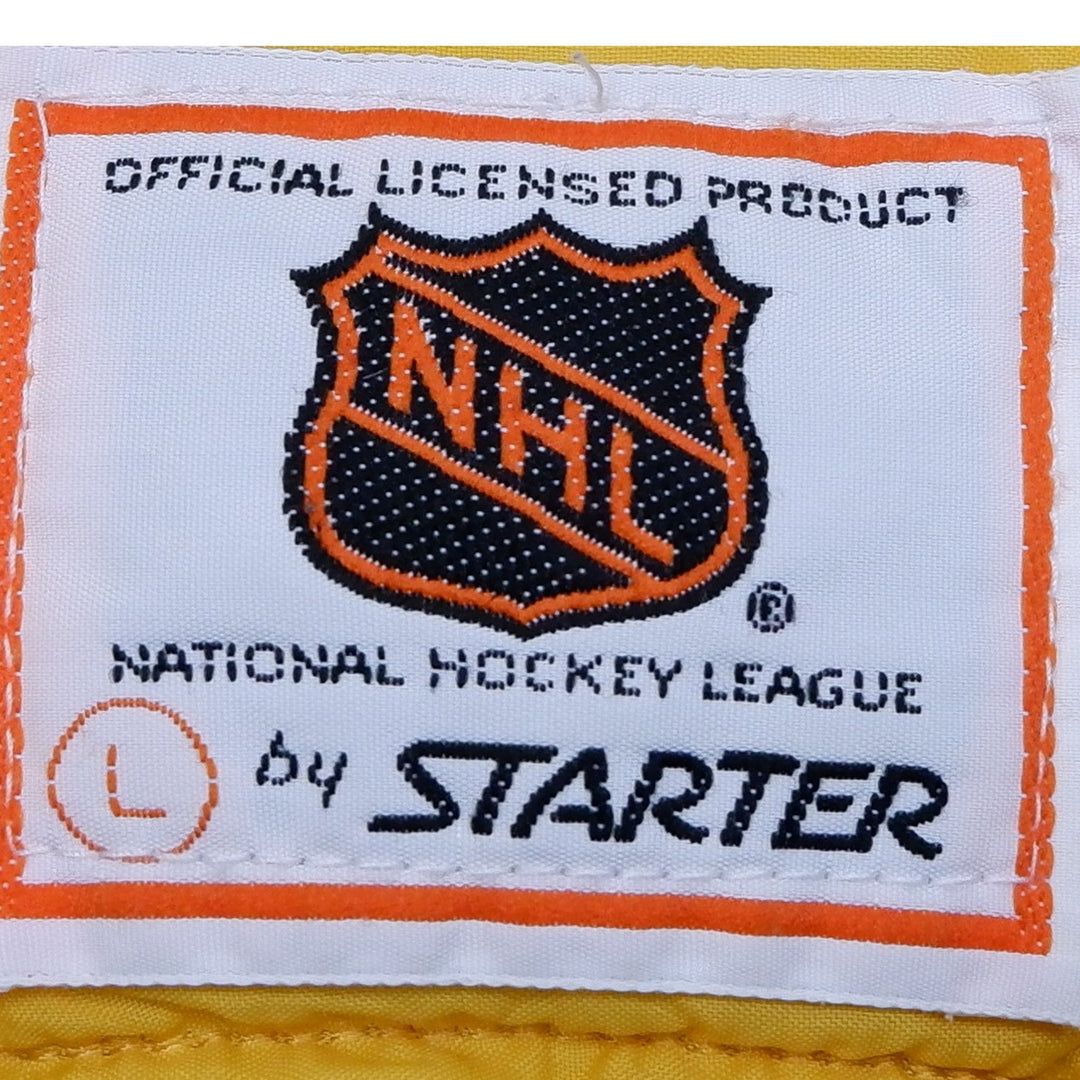 OFFICIAL LICENSED PRODUCT
NHL
®
NATIONAL HOCKEY LEAGUE
L
by STARTER